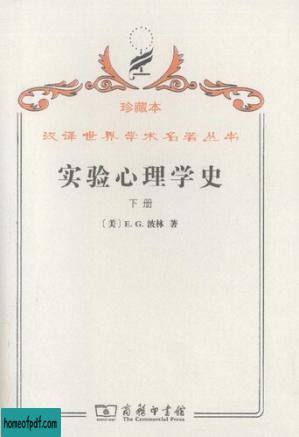 珍藏本
汉译世界学术名著丛书
实验心理学史
下册
〔美〕E. G. 波林 著
商务印书馆
The Commercial Press
homeofpdf.com